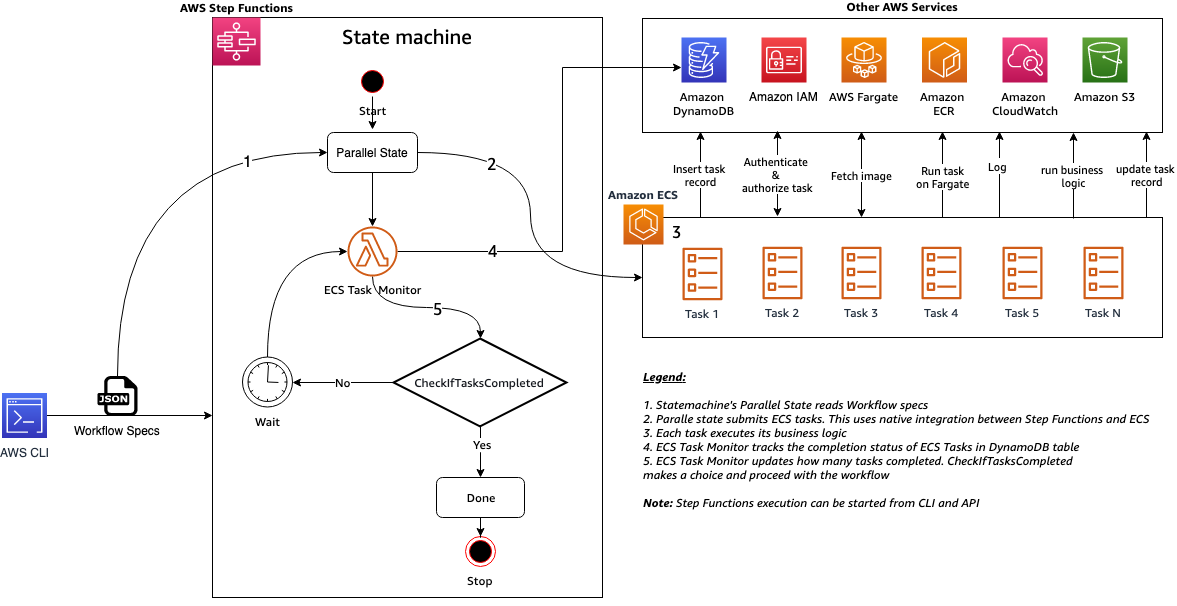 AWS Step Functions
Other AWS Services
State machine
Start
Parallel State
1
2
4
ECS Task Monitor
5
CheckIfTasksCompleted
No
Wait
Yes
Done
Stop
JSON
Workflow Specs
AWS CLI
Amazon
DynamoDB
Amazon IAM
AWS Fargate
Amazon
ECR
Amazon
CloudWatch
Amazon S3
Insert task
record
Authenticate
&
authorize task
Fetch image
Run task
on Fargate
Log
run business
logic
update task
record
Amazon ECS
3
Task 1
Task 2
Task 3
Task 4
Task 5
Task N
Legend:
1. Statemachine's Parallel State reads Workflow specs
2. Paralle state submits ECS tasks. This uses native integration between Step Functions and ECS
3. Each task executes its business logic
4. ECS Task Monitor tracks the completion status of ECS Tasks in DynamoDB table
5. ECS Task Monitor updates how many tasks completed. CheckIfTasksCompleted
makes a choice and proceed with the workflow
Note: Step Functions execution can be started from CLI and API